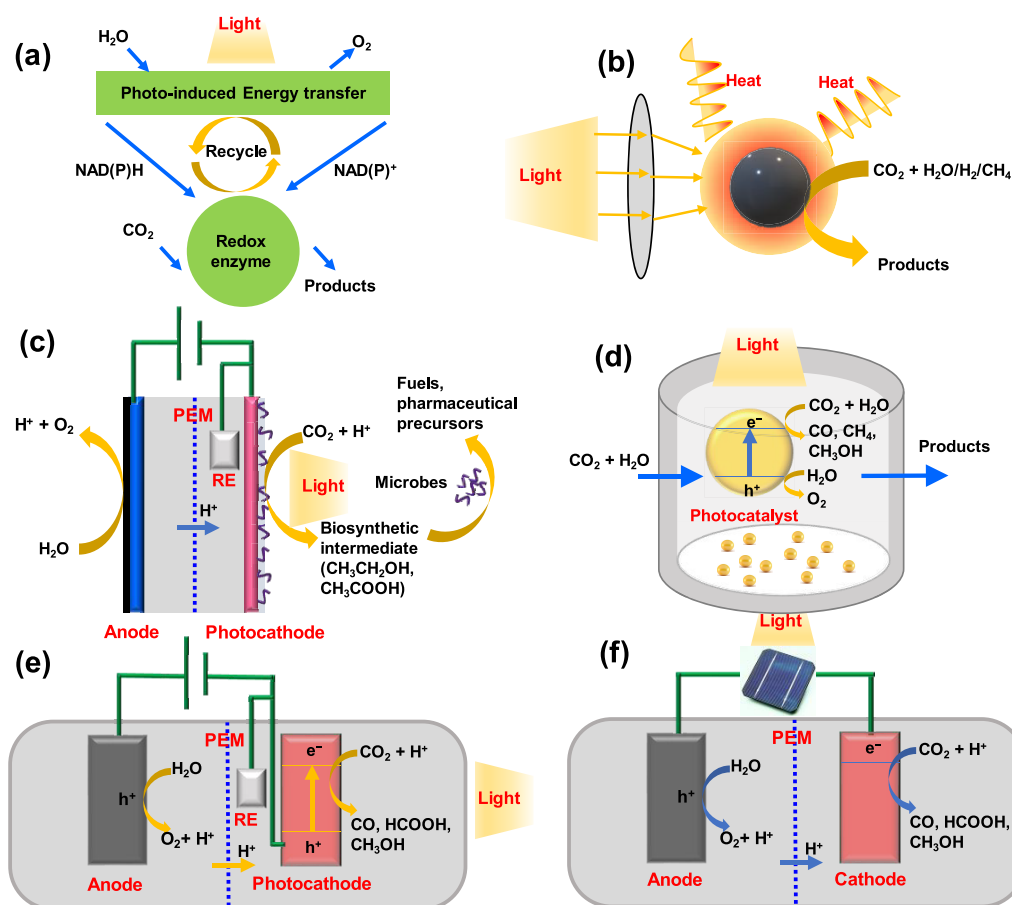 (a)
H₂O
Light
O₂
Photo-induced Energy transfer
Recycle
NAD(P)H
NAD(P)⁺
CO₂
Redox
enzyme
Products
(b)
Heat
Heat
Light
CO₂ + H₂O/H₂/CH₄
Products
(c)
PEM
H⁺ + O₂
RE
CO₂ + H⁺
Light
H⁺
H₂O
Fuels,
pharmaceutical
precursors
Microbes
Biosynthetic
intermediate
(CH₃CH₂OH,
CH₃COOH)
Anode
Photocathode
(d)
Light
e⁻
CO₂ + H₂O
CO, CH₄,
CH₃OH
CO₂ + H₂O
Products
h⁺
H₂O
O₂
Photocatalyst
(e)
PEM
e⁻
CO₂ + H⁺
H₂O
h⁺
RE
Light
O₂+ H⁺
CO, HCOOH,
CH₃OH
h⁺
H⁺
Anode
Photocathode
(f)
Light
PEM
e⁻
CO₂ + H⁺
H₂O
h⁺
O₂+ H⁺
CO, HCOOH,
CH₃OH
H⁺
Anode
Cathode